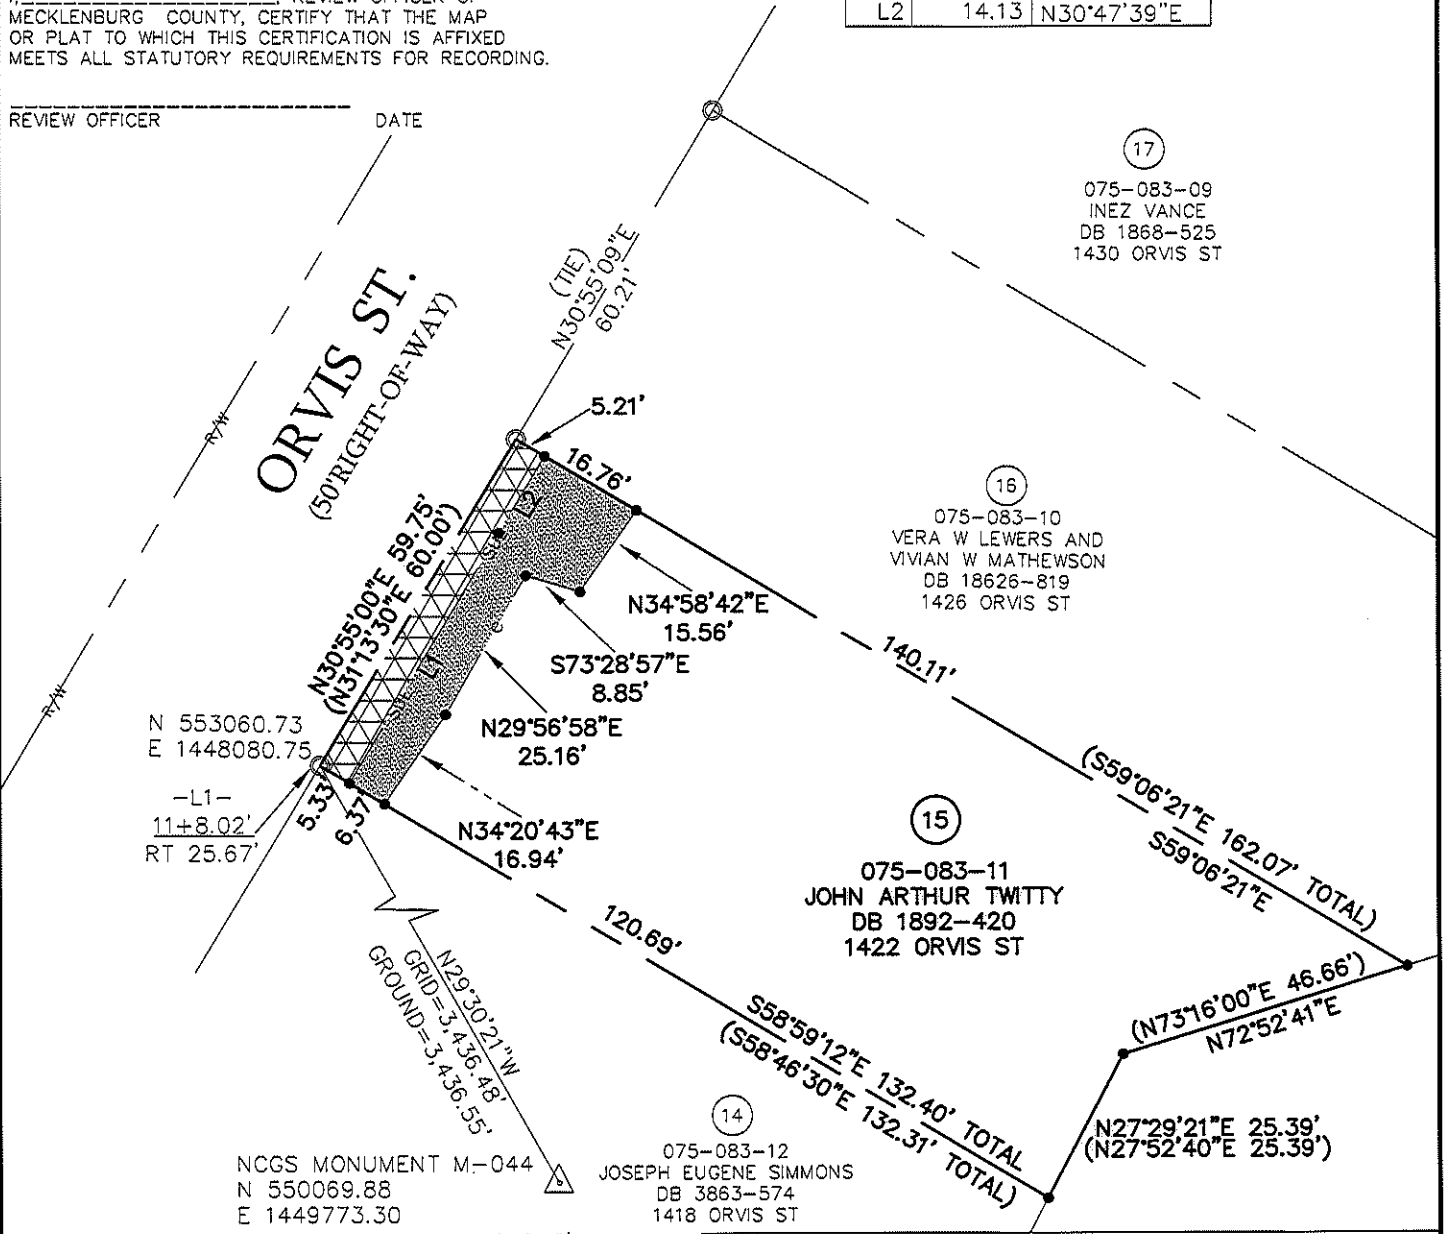 REVIEW OFFICER OF
MECKLENBURG COUNTY, CERTIFY THAT THE MAP
OR PLAT TO WHICH THIS CERTIFICATION IS AFFIXED
MEETS ALL STATUTORY REQUIREMENTS FOR RECORDING.
REVIEW OFFICER DATE
L2 14.13 N30°47'39"E
17
075-083-09
INEZ VANCE
DB 1868-525
1430 ORVIS ST
(TIE)
N30°55'09"E
60.21'
ORVIS ST.
(50'RIGHT-OF-WAY)
R/W
R/W
5.21'
16.76'
L2
L1
N30°55'00"E 59.75'
(N31°13'30"E 60.00')
16
075-083-10
VERA W LEWERS AND
VIVIAN W MATHEWSON
DB 18626-819
1426 ORVIS ST
N34°58'42"E
15.56'
S73°28'57"E
8.85'
N29°56'58"E
25.16'
N34°20'43"E
16.94'
140.11'
N 553060.73
E 1448080.75
-L1-
11+8.02'
RT 25.67'
5.33'
6.37'
(S59°06'21"E 162.07' TOTAL)
S59°06'21"E
15
075-083-11
JOHN ARTHUR TWITTY
DB 1892-420
1422 ORVIS ST
120.69'
N29°30'21"W
GRID=3,436.48'
GROUND=3,436.55'
S58°59'12"E 132.40' TOTAL
(S58°46'30"E 132.31' TOTAL)
(N73°16'00"E 46.66')
N72°52'41"E
N27°29'21"E 25.39'
(N27°52'40"E 25.39')
14
075-083-12
JOSEPH EUGENE SIMMONS
DB 3863-574
1418 ORVIS ST
NCGS MONUMENT M-044
N 550069.88
E 1449773.30